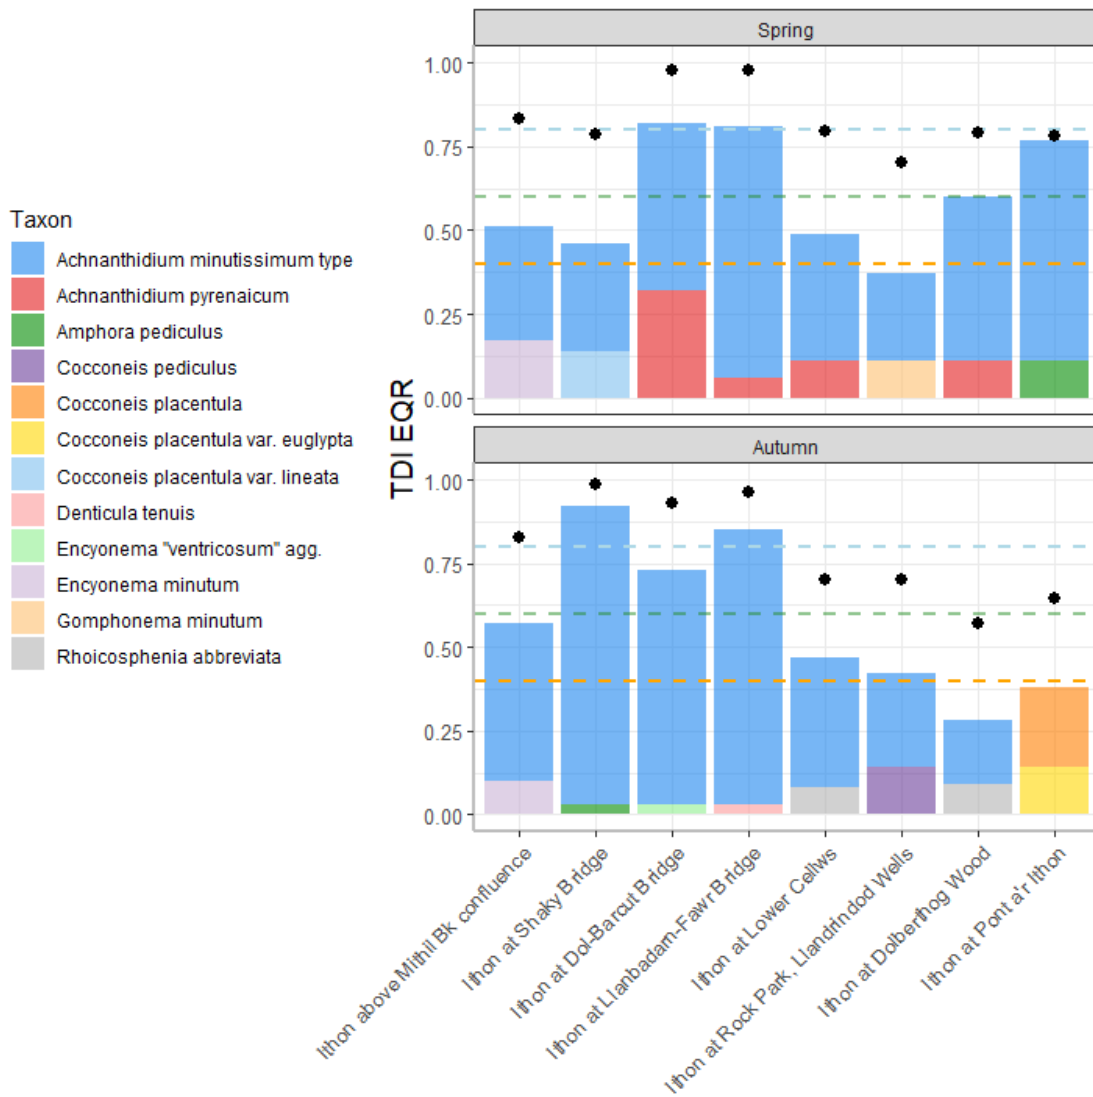 Taxon
Achnanthidium minutissimum type
Achnanthidium pyrenaicum
Amphora pediculus
Cocconeis pediculus
Cocconeis placentula
Cocconeis placentula var. euglypta
Cocconeis placentula var. lineata
Denticula tenuis
Encyonema "ventricosum" agg.
Encyonema minutum
Gomphonema minutum
Rhoicosphenia abbreviata
TDI EQR
Spring
1.00
0.75
0.50
0.25
0.00
Autumn
1.00
0.75
0.50
0.25
0.00
Ithon above Mithil Bk confluence
Ithon at Shaky Bridge
Ithon at Dol-Barcut Bridge
Ithon at Llanbadarn-Fawr Bridge
Ithon at Lower Cellws
Ithon at Rock Park, Llandrindod Wells
Ithon at Dolberthog Wood
Ithon at Pont a'r Ithon